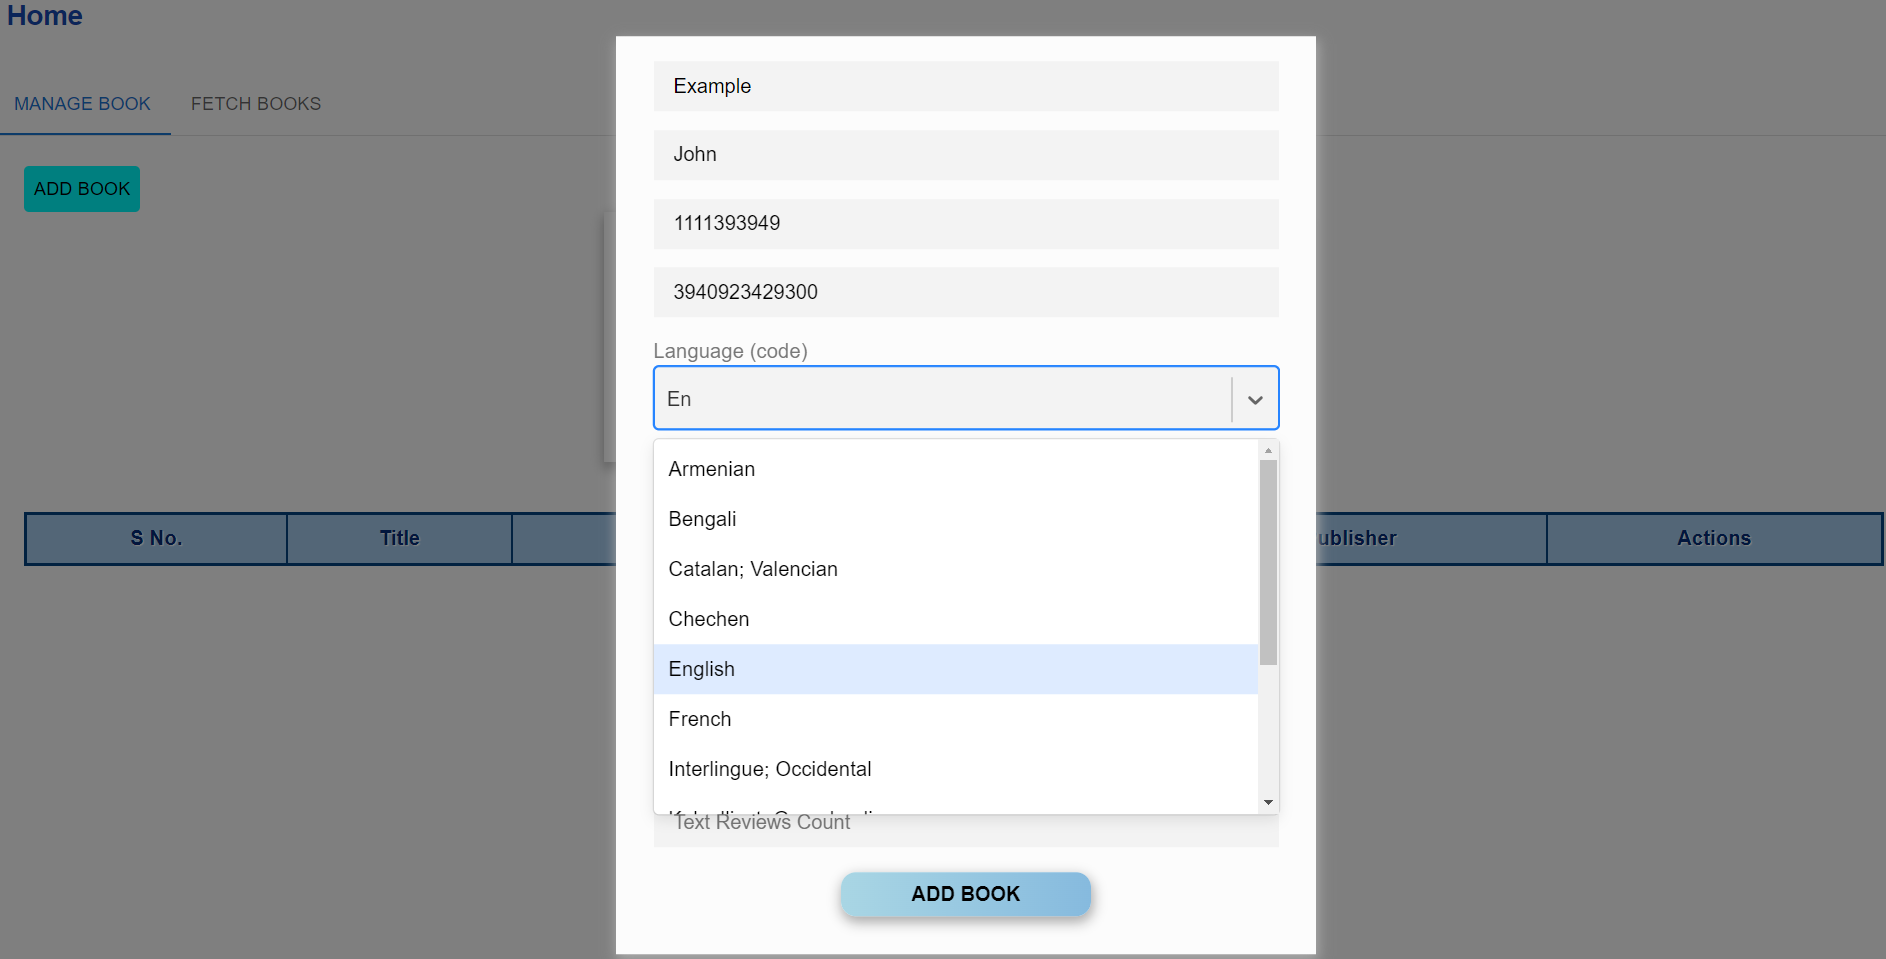 Home
MANAGE BOOK
FETCH BOOKS
ADD BOOK
Example
John
1111393949
3940923429300
Language (code)
En
Armenian
Bengali
Catalan; Valencian
Chechen
English
French
Interlingue; Occidental
Text Reviews Count
ADD BOOK
S No.
Title
ublisher
Actions